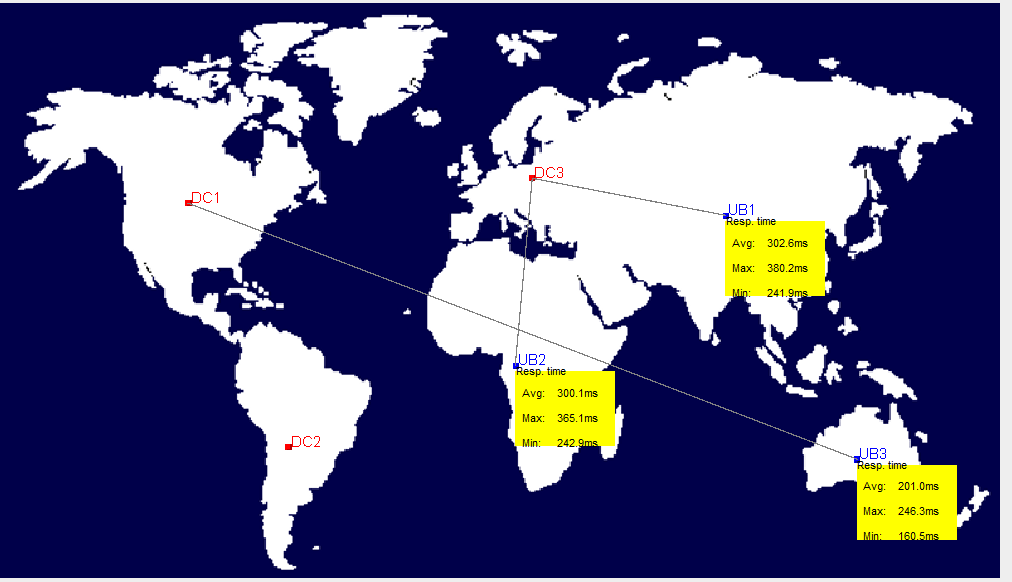 DC3
DC1
UB1
Resp. time
Avg: 302.6ms
Max: 380.2ms
Min: 241.9ms
UB2
Resp. time
Avg: 300.1ms
Max: 365.1ms
Min: 242.9ms
DC2
UB3
Resp. time
Avg: 201.0ms
Max: 246.3ms
Min: 160.5ms